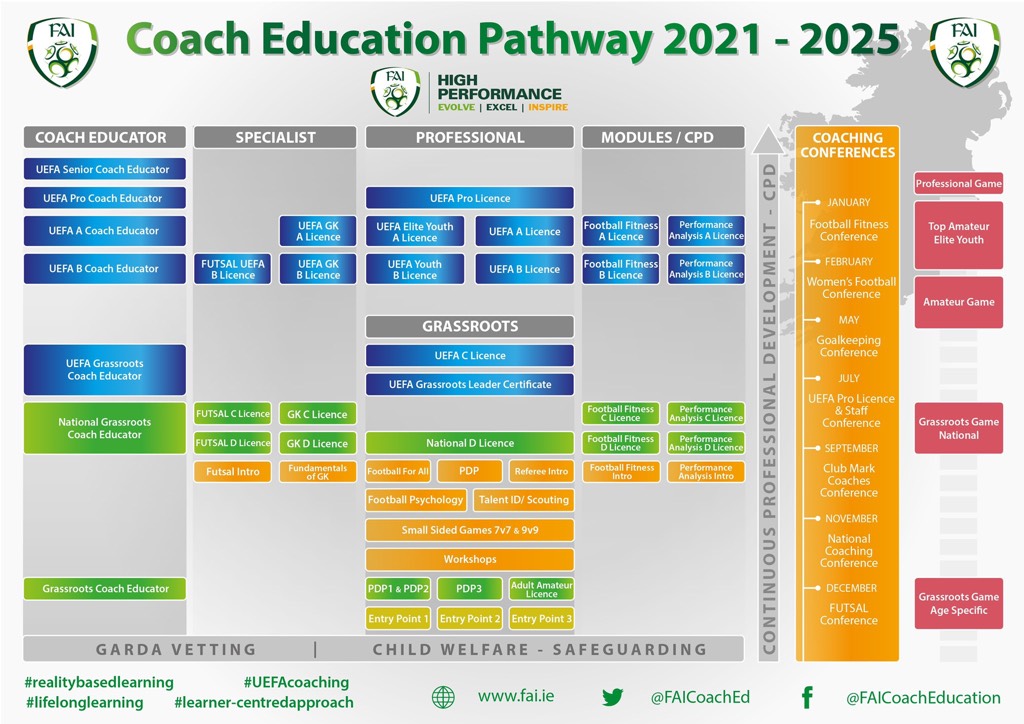 FAI
Coach Education Pathway 2021 - 2025
FAI
FAI
HIGH
PERFORMANCE
EVOLVE | EXCEL | INSPIRE
COACH EDUCATOR
SPECIALIST
PROFESSIONAL
MODULES / CPD
UEFA Senior Coach Educator
UEFA Pro Coach Educator
UEFA Pro Licence
UEFA A Coach Educator
UEFA GK
A Licence
UEFA Elite Youth
A Licence
UEFA A Licence
Football Fitness
A Licence
Performance
Analysis A Licence
UEFA B Coach Educator
FUTSAL UEFA
B Licence
UEFA GK
B Licence
UEFA Youth
B Licence
UEFA B Licence
Football Fitness
B Licence
Performance
Analysis B Licence
GRASSROOTS
UEFA Grassroots
Coach Educator
UEFA C Licence
UEFA Grassroots Leader Certificate
National Grassroots
Coach Educator
FUTSAL C Licence
GK C Licence
Football Fitness
C Licence
Performance
Analysis C Licence
FUTSAL D Licence
GK D Licence
National D Licence
Football Fitness
D Licence
Performance
Analysis D Licence
Futsal Intro
Fundamentals
of GK
Football For All
PDP
Referee Intro
Football Fitness
Intro
Performance
Analysis Intro
Football Psychology
Talent ID/ Scouting
Small Sided Games 7v7 & 9v9
Workshops
Grassroots Coach Educator
PDP1 & PDP2
PDP3
Adult Amateur
Licence
Entry Point 1
Entry Point 2
Entry Point 3
GARDA VETTING | CHILD WELFARE - SAFEGUARDING
CONTINUOUS PROFESSIONAL DEVELOPMENT - CPD
COACHING
CONFERENCES
JANUARY
Football Fitness
Conference
FEBRUARY
Women's Football
Conference
MAY
Goalkeeping
Conference
JULY
UEFA Pro Licence
& Staff
Conference
SEPTEMBER
Club Mark
Coaches
Conference
NOVEMBER
National
Coaching
Conference
DECEMBER
FUTSAL
Conference
Professional Game
Top Amateur
Elite Youth
Amateur Game
Grassroots Game
National
Grassroots Game
Age Specific
#realitybasedlearning
#UEFAcoaching
#lifelonglearning
#learner-centredapproach
www.fai.ie
@FAICoachEd
@FAICoachEducation